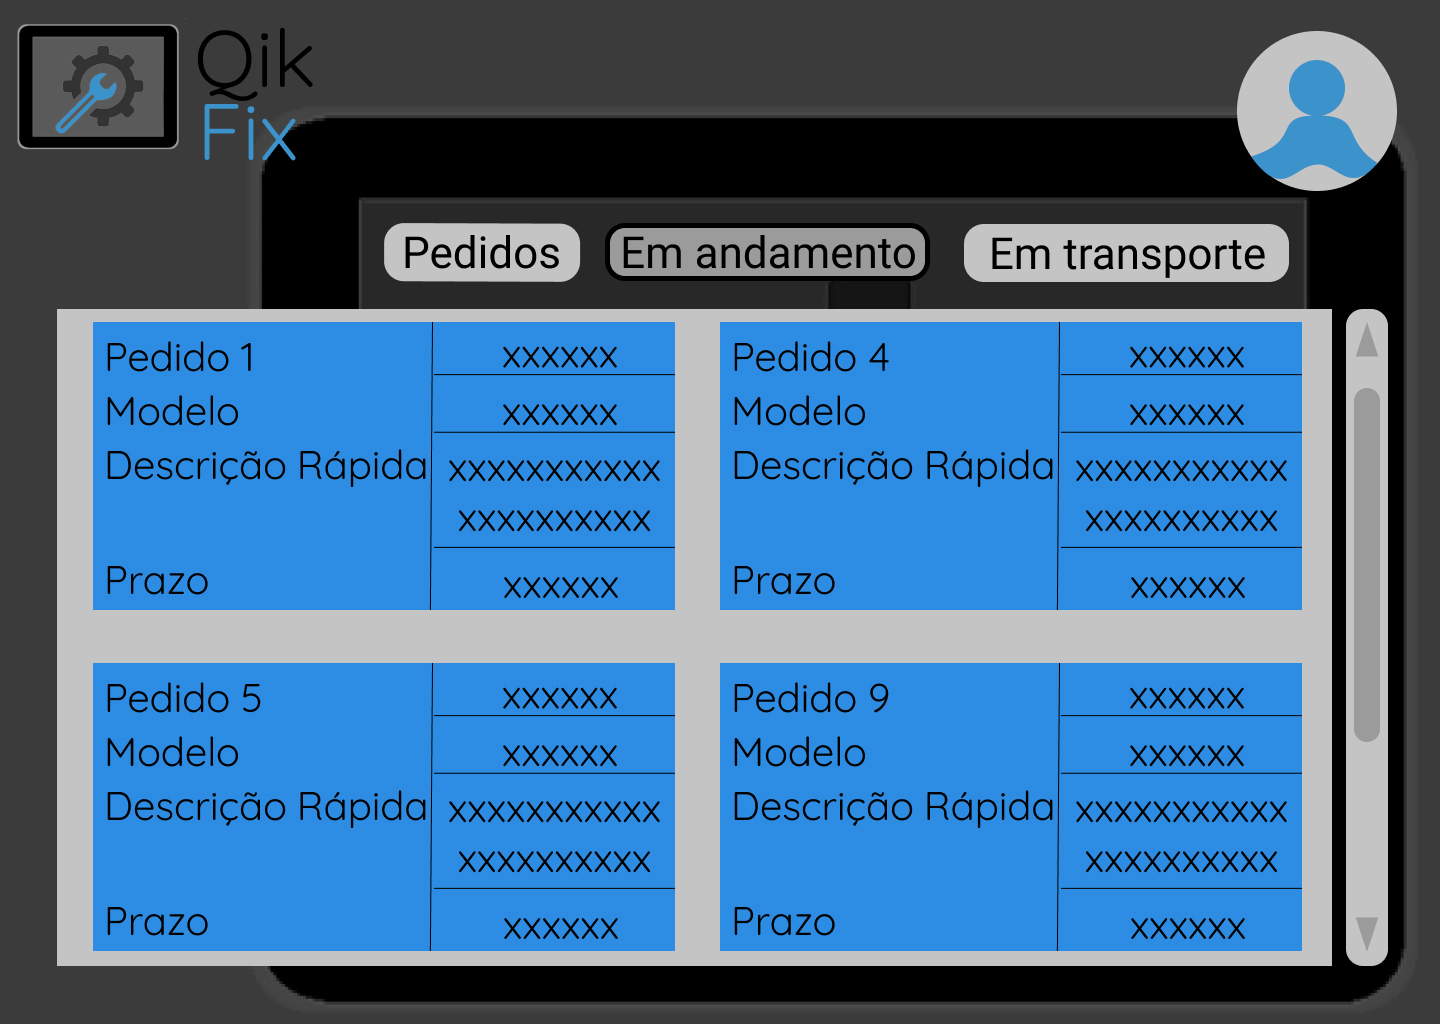 Qik
Fix
Pedidos
Em andamento
Em transporte
Pedido 1 xxxxxx
Modelo xxxxxx
Descrição Rápida xxxxxxxxxxx
xxxxxxxxxx
Prazo xxxxxx
Pedido 4 xxxxxx
Modelo xxxxxx
Descrição Rápida xxxxxxxxxxx
xxxxxxxxxx
Prazo xxxxxx
Pedido 5 xxxxxx
Modelo xxxxxx
Descrição Rápida xxxxxxxxxxx
xxxxxxxxxx
Prazo xxxxxx
Pedido 9 xxxxxx
Modelo xxxxxx
Descrição Rápida xxxxxxxxxxx
xxxxxxxxxx
Prazo xxxxxx